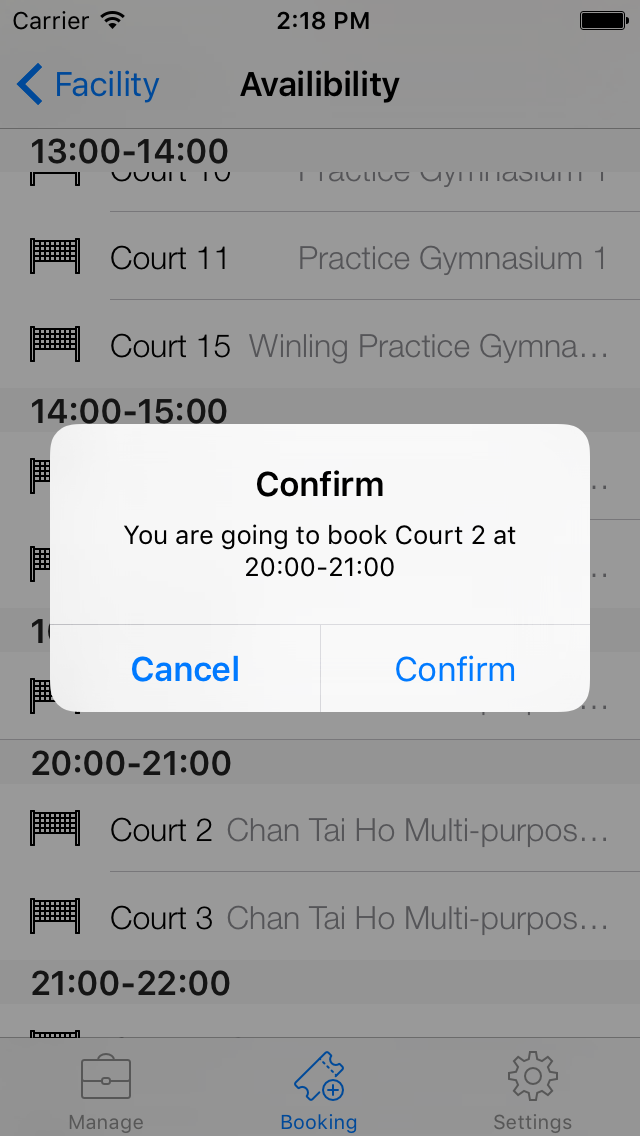 Carrier 2:18 PM
Facility Availibility
13:00-14:00
Court 10 Practice Gymnasium 1
Court 11 Practice Gymnasium 1
Court 15 Winling Practice Gymna...
14:00-15:00
Confirm
You are going to book Court 2 at
20:00-21:00
Cancel Confirm
20:00-21:00
Court 2 Chan Tai Ho Multi-purpos...
Court 3 Chan Tai Ho Multi-purpos...
21:00-22:00
Manage Booking Settings